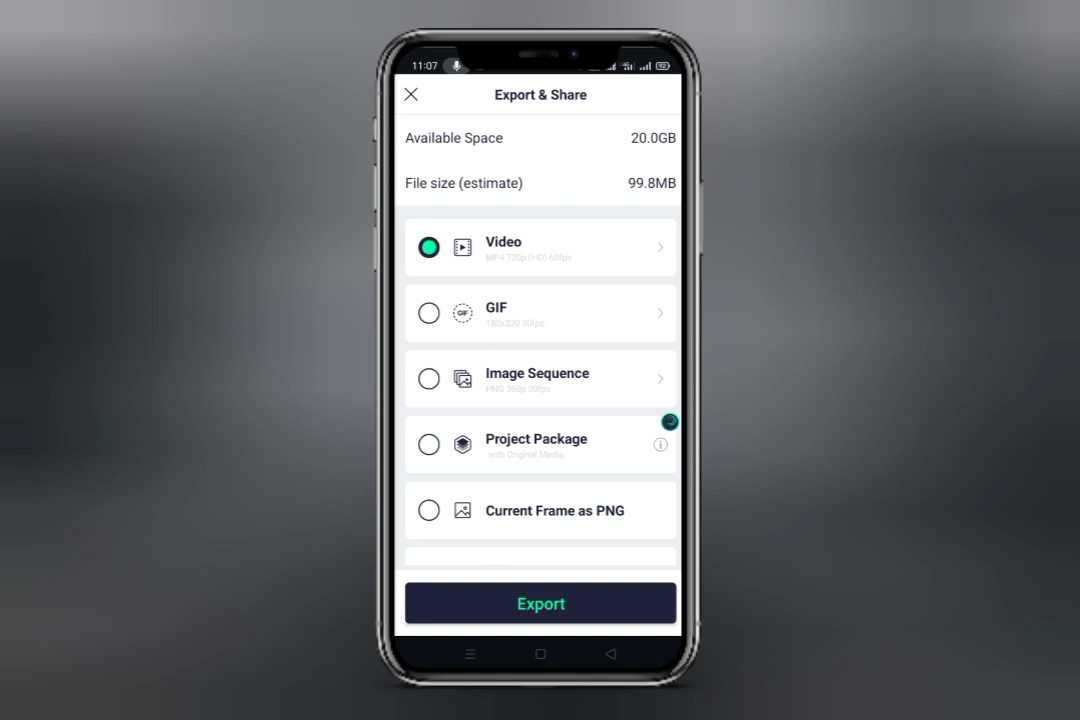 11:07
Export & Share
Available Space 20.0GB
File size (estimate) 99.8MB
Video
MP4 720p (HD) 60fps
GIF
GIF
180x320 30fps
Image Sequence
PNG 360p 30fps
Project Package
with Original Media
Current Frame as PNG
Export